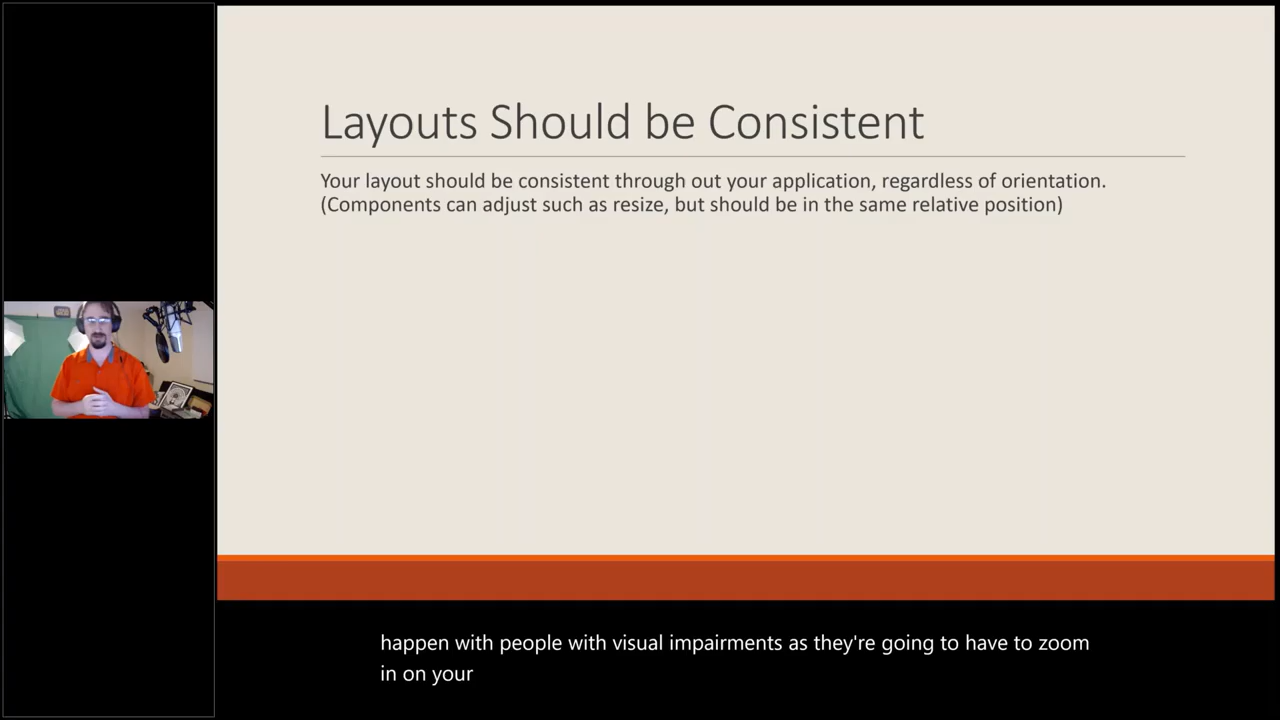 Layouts Should be Consistent
Your layout should be consistent through out your application, regardless of orientation.
(Components can adjust such as resize, but should be in the same relative position)
happen with people with visual impairments as they're going to have to zoom
in on your